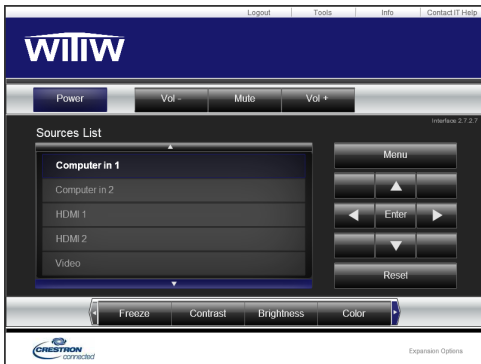 Logout Tools Info Contact IT Help
WITIW
Power Vol - Mute Vol +
Interface 2.7.2.7
Sources List
Computer in 1
Menu
Computer in 2
HDMI 1
Enter
HDMI 2
Video
Reset
Freeze Contrast Brightness Color
CRESTRON
connected
Expansion Options